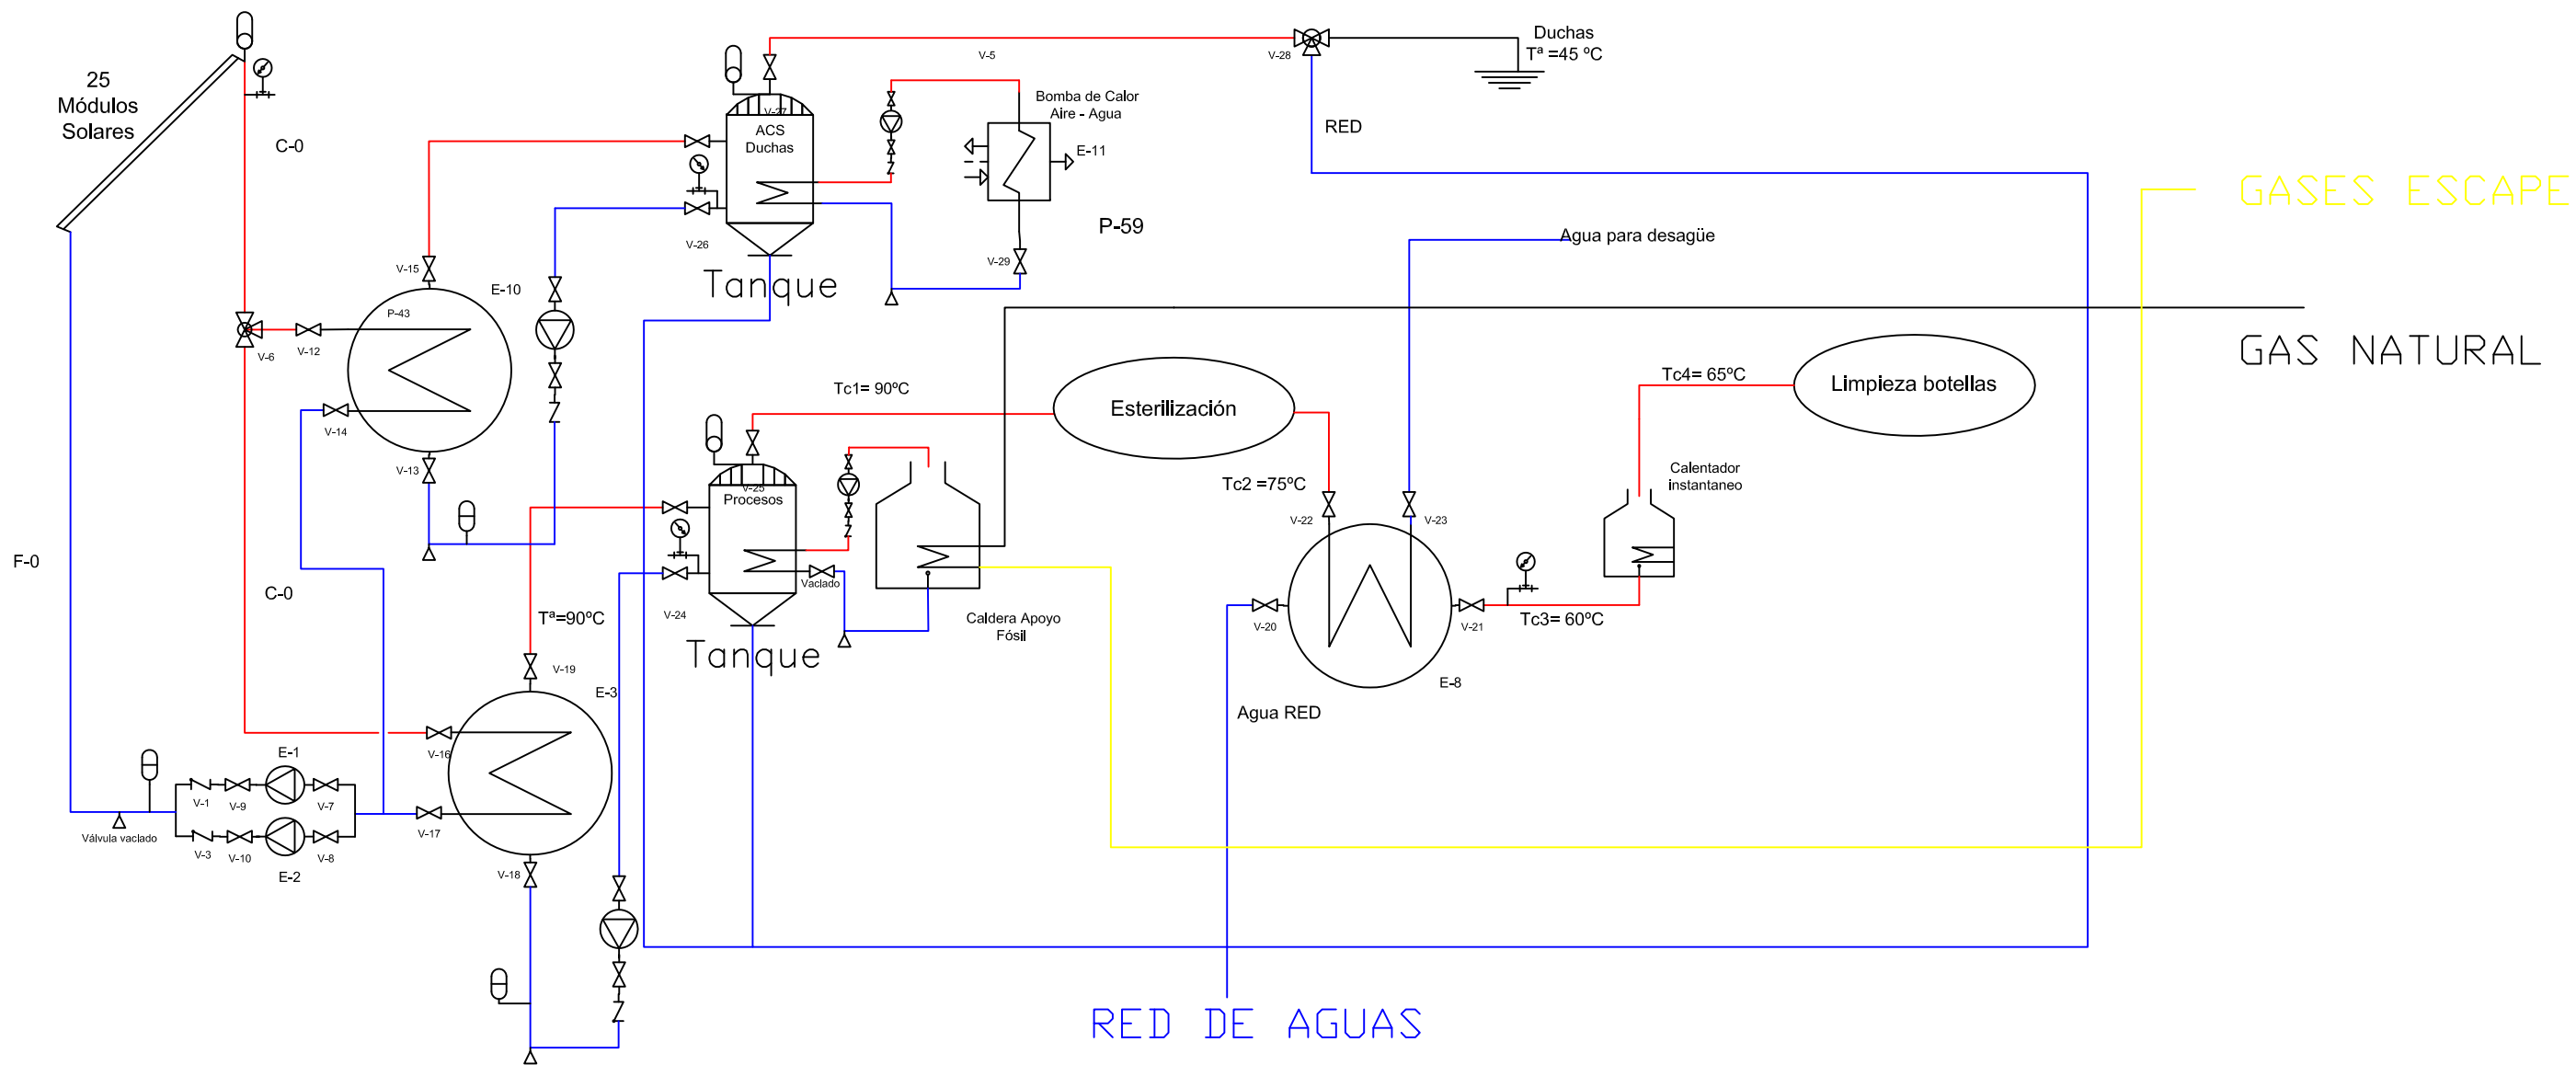 25
Módulos
Solares
C-0
F-0
C-0
V-6
V-12
V-14
P-43
V-15
E-10
V-13
V-27
ACS
Duchas
V-26
Tanque
V-5
V-28
Duchas
Tª =45 ºC
RED
Bomba de Calor
Aire - Agua
E-11
P-59
V-29
GASES ESCAPE
Agua para desagüe
GAS NATURAL
Tc1= 90ºC
Esterilización
Tc4= 65ºC
Limpieza botellas
Calentador
instantaneo
Tc2 =75ºC
V-22
V-23
V-20
V-21
Tc3= 60ºC
E-8
Agua RED
V-25
Procesos
V-24
Vaciado
Tanque
Caldera Apoyo
Fósil
Tª=90ºC
V-19
E-3
V-16
V-17
V-18
E-1
V-1
V-9
V-7
V-3
V-10
V-8
E-2
Válvula vaciado
RED DE AGUAS